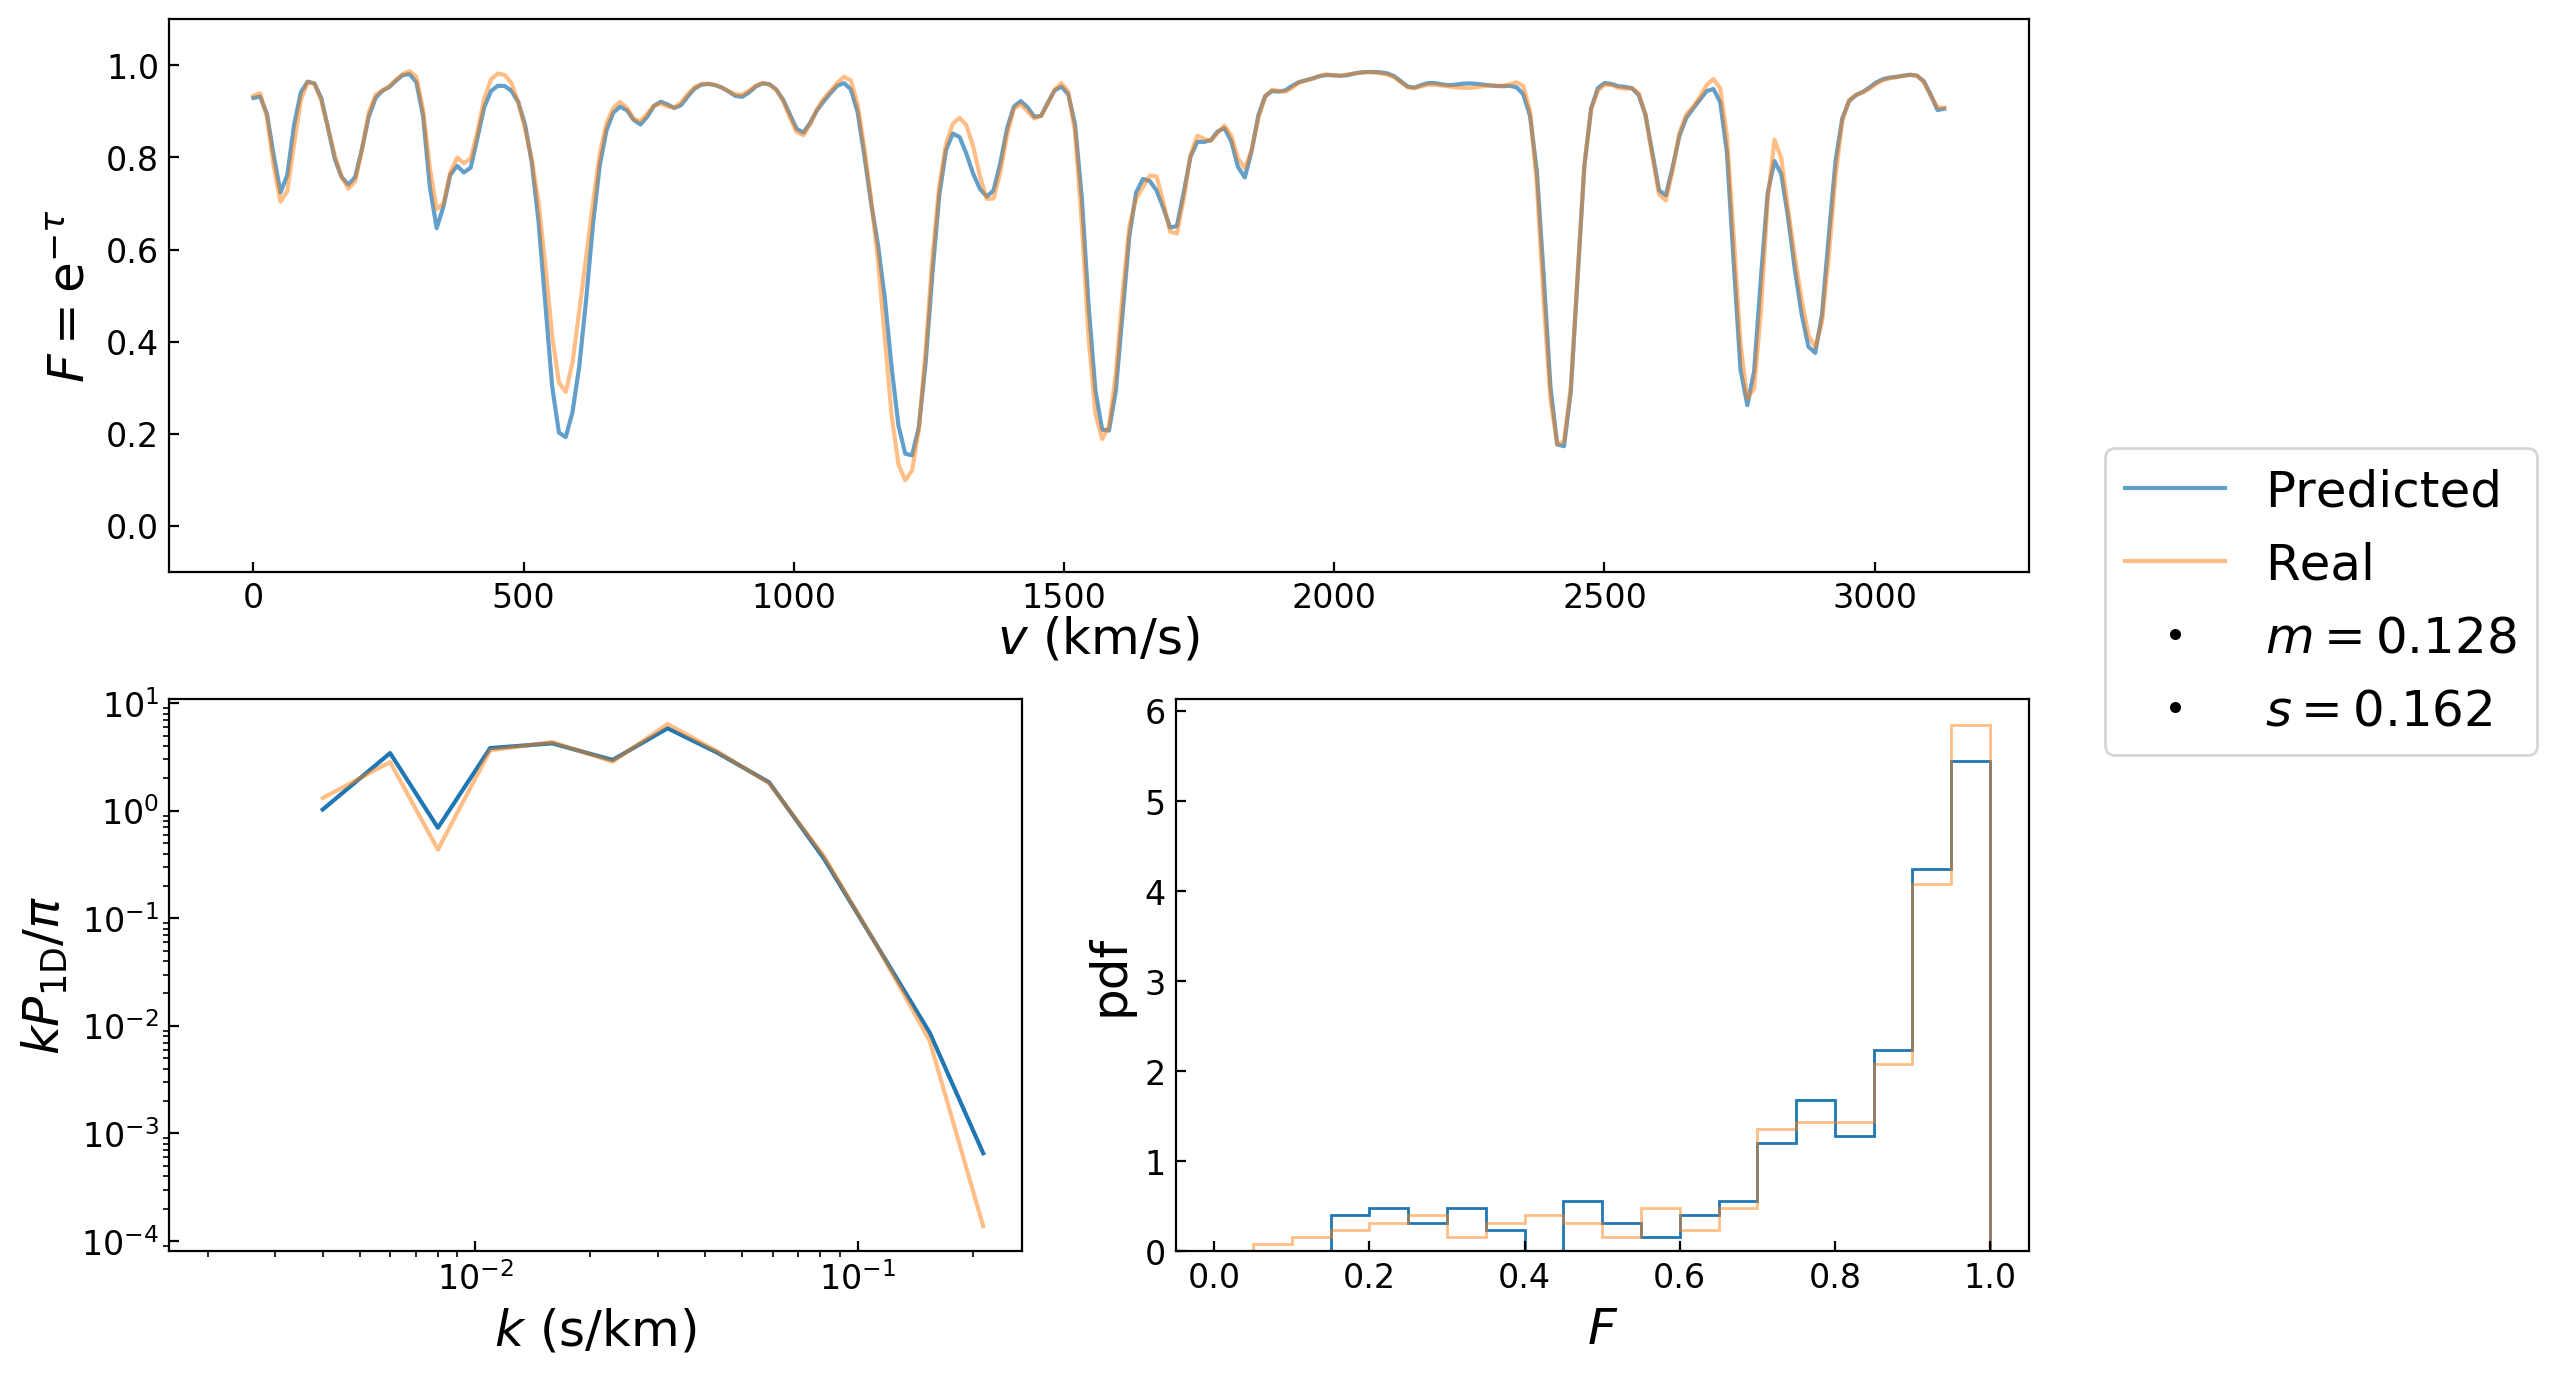 1.0
0.8
0.6
0.4
0.2
0.0
F = e^{-τ}
0 500 1000 1500 2000 2500 3000
v (km/s)
Predicted
Real
m = 0.128
s = 0.162
10^1
10^0
10^{-1}
10^{-2}
10^{-3}
10^{-4}
kP_{1D}/π
10^{-2} 10^{-1}
k (s/km)
6
5
4
3
2
1
0
pdf
0.0 0.2 0.4 0.6 0.8 1.0
F